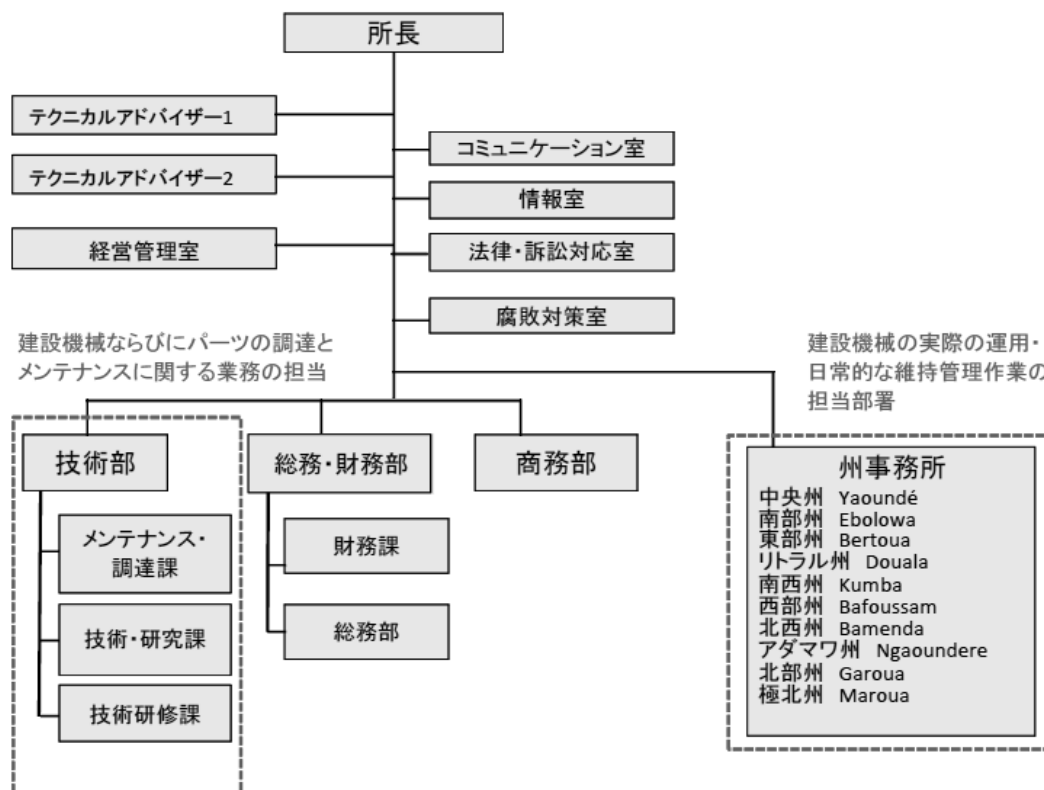 所長
テクニカルアドバイザー1
テクニカルアドバイザー2
経営管理室
コミュニケーション室
情報室
法律・訴訟対応室
腐敗対策室
建設機械ならびにパーツの調達と
メンテナンスに関する業務の担当
建設機械の実際の運用・
日常的な維持管理作業の
担当部署
技術部
メンテナンス・
調達課
技術・研究課
技術研修課
総務・財務部
財務課
総務部
商務部
州事務所
中央州 Yaoundé
南部州 Ebolowa
東部州 Bertoua
リトラル州 Douala
南西州 Kumba
西部州 Bafoussam
北西州 Bamenda
アダマワ州 Ngaoundere
北部州 Garoua
極北州 Maroua